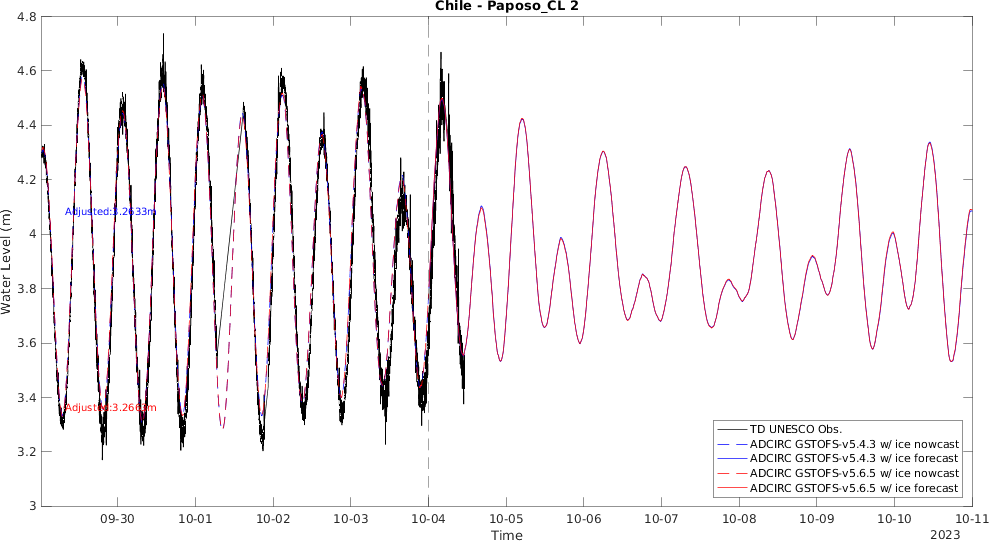 Chile - Paposo_CL 2
4.8
4.6
4.4
4.2
4
3.8
3.6
3.4
3.2
3
Water Level (m)
Adjusted:3.2633m
Adjusted:3.2661m
TD UNESCO Obs.
ADCIRC GSTOFS-v5.4.3 w/ ice nowcast
ADCIRC GSTOFS-v5.4.3 w/ ice forecast
ADCIRC GSTOFS-v5.6.5 w/ ice nowcast
ADCIRC GSTOFS-v5.6.5 w/ ice forecast
09-30 10-01 10-02 10-03 10-04 10-05 10-06 10-07 10-08 10-09 10-10 10-11
Time
2023